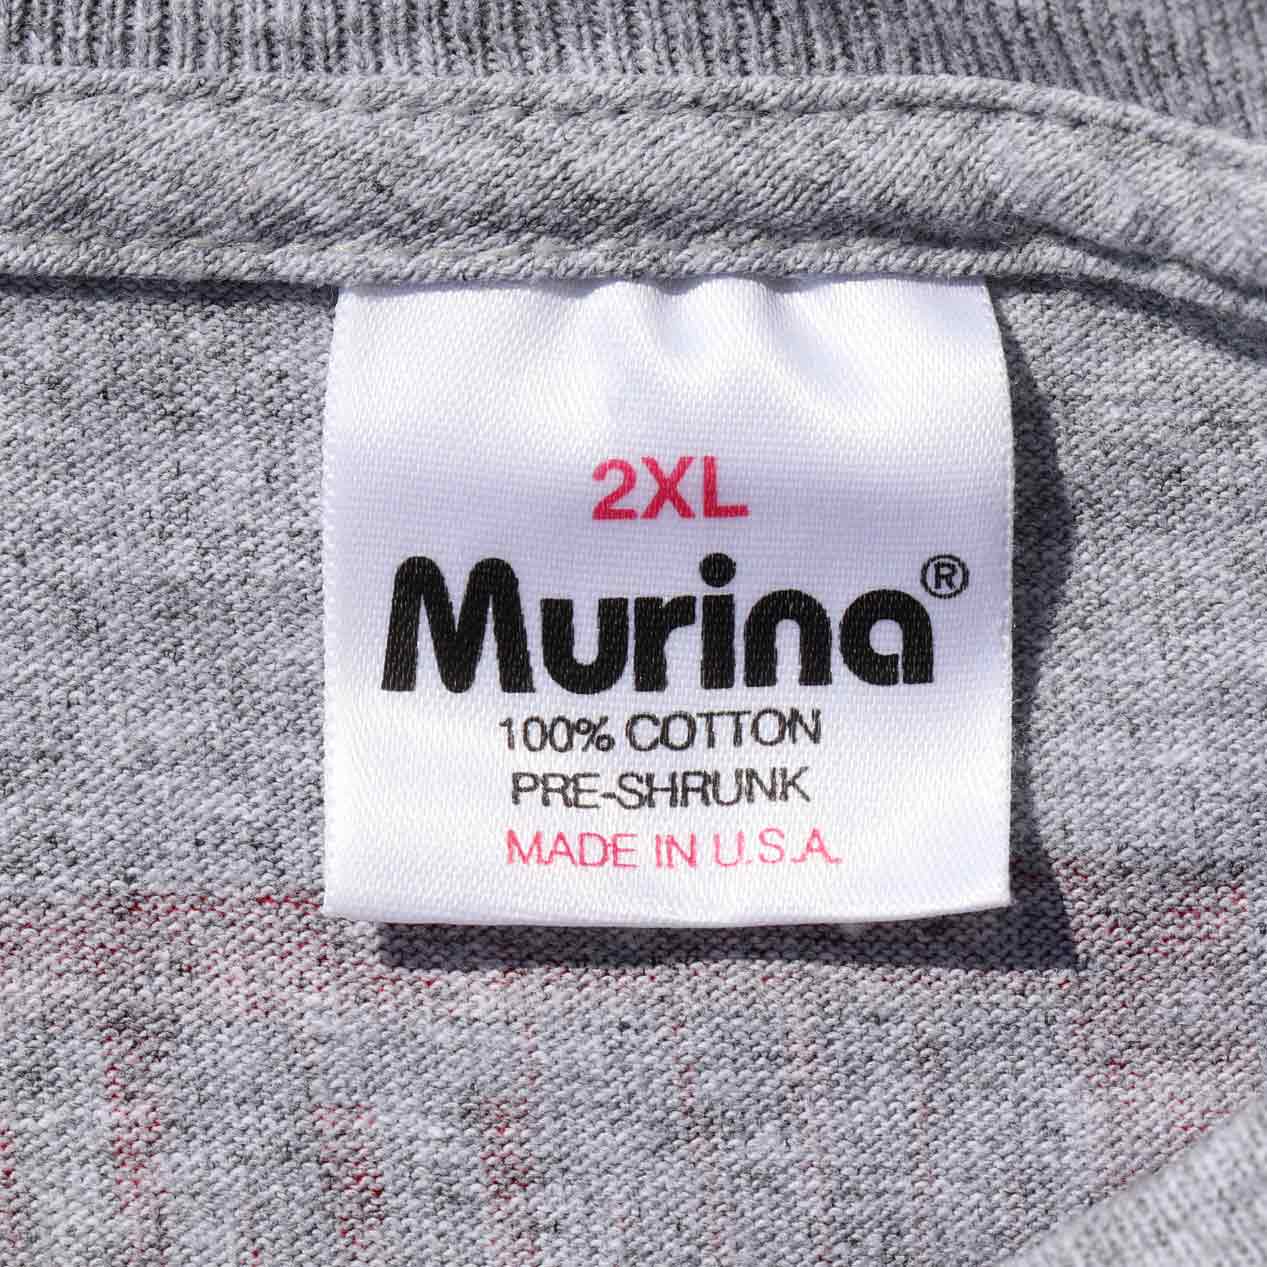 2XL
Murina®
100% COTTON
PRE-SHRUNK
MADE IN U.S.A.